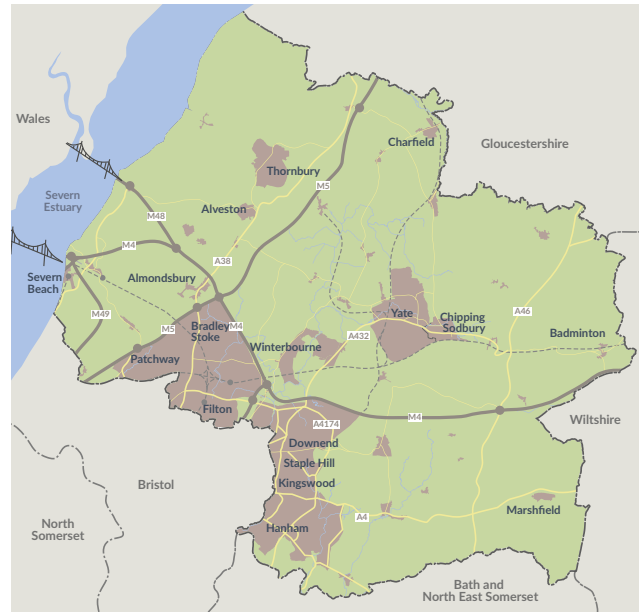 Wales
Charfield
Gloucestershire
Thornbury
M5
Severn
Estuary
Alveston
M48
M4
A38
Severn
Beach
Almondsbury
M49
M5
Bradley
Stoke
M4
Winterbourne
A432
Yate
Chipping
Sodbury
A46
Badminton
Patchway
Filton
A4174
M4
Wiltshire
Downend
Staple Hill
Kingswood
Bristol
A4
Marshfield
North
Somerset
Hanham
Bath and
North East Somerset